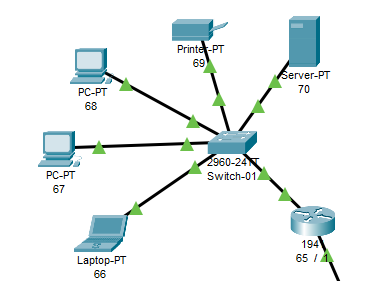 Printer-PT
69
Server-PT
70
PC-PT
68
2960-24TT
Switch-01
PC-PT
67
Laptop-PT
66
194
65 / 1